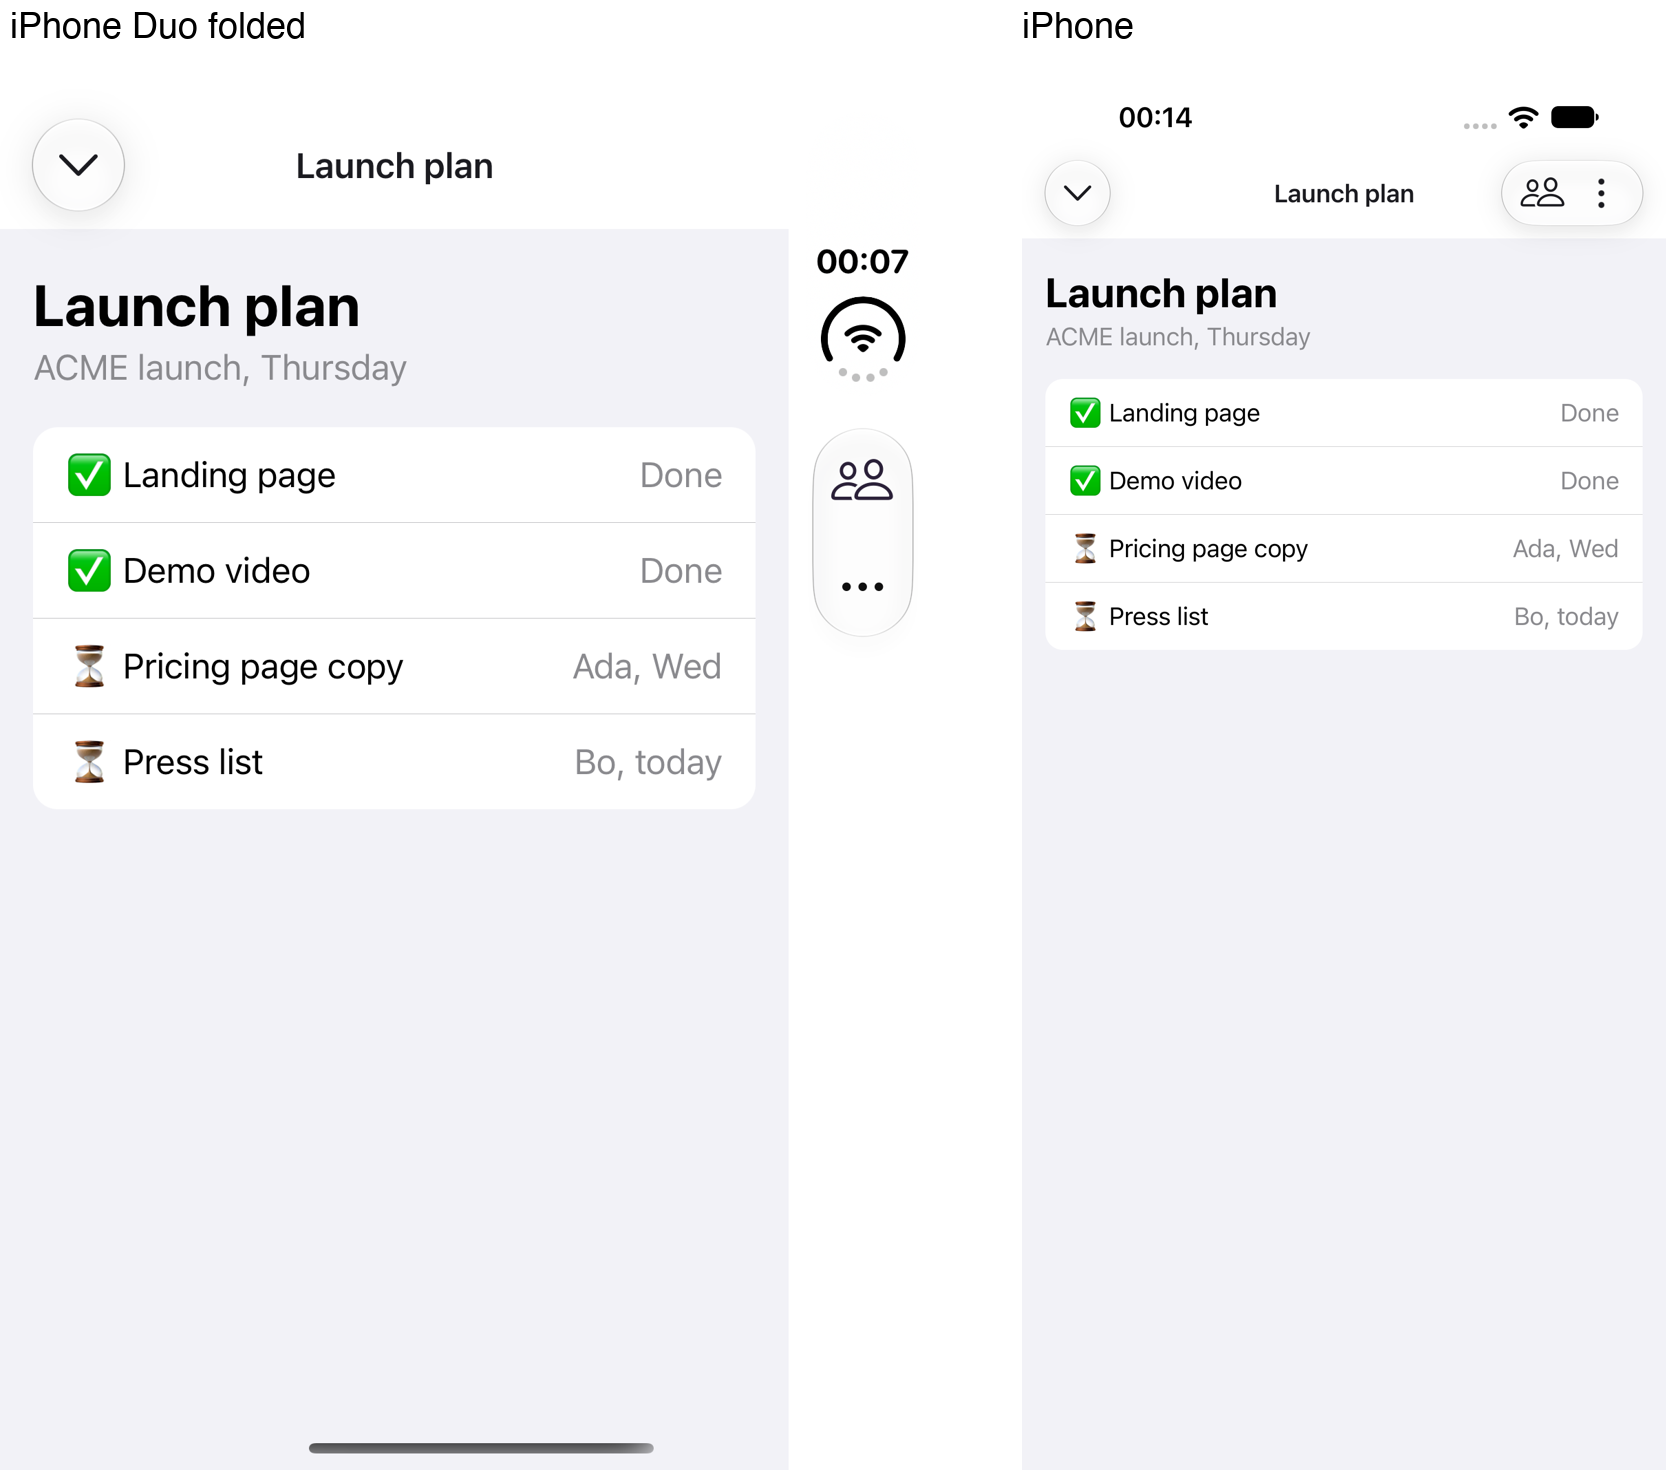 iPhone Duo folded
Launch plan
Launch plan
ACME launch, Thursday
Landing page Done
Demo video Done
Pricing page copy Ada, Wed
Press list Bo, today
00:07
iPhone
00:14
Launch plan
Launch plan
ACME launch, Thursday
Landing page Done
Demo video Done
Pricing page copy Ada, Wed
Press list Bo, today